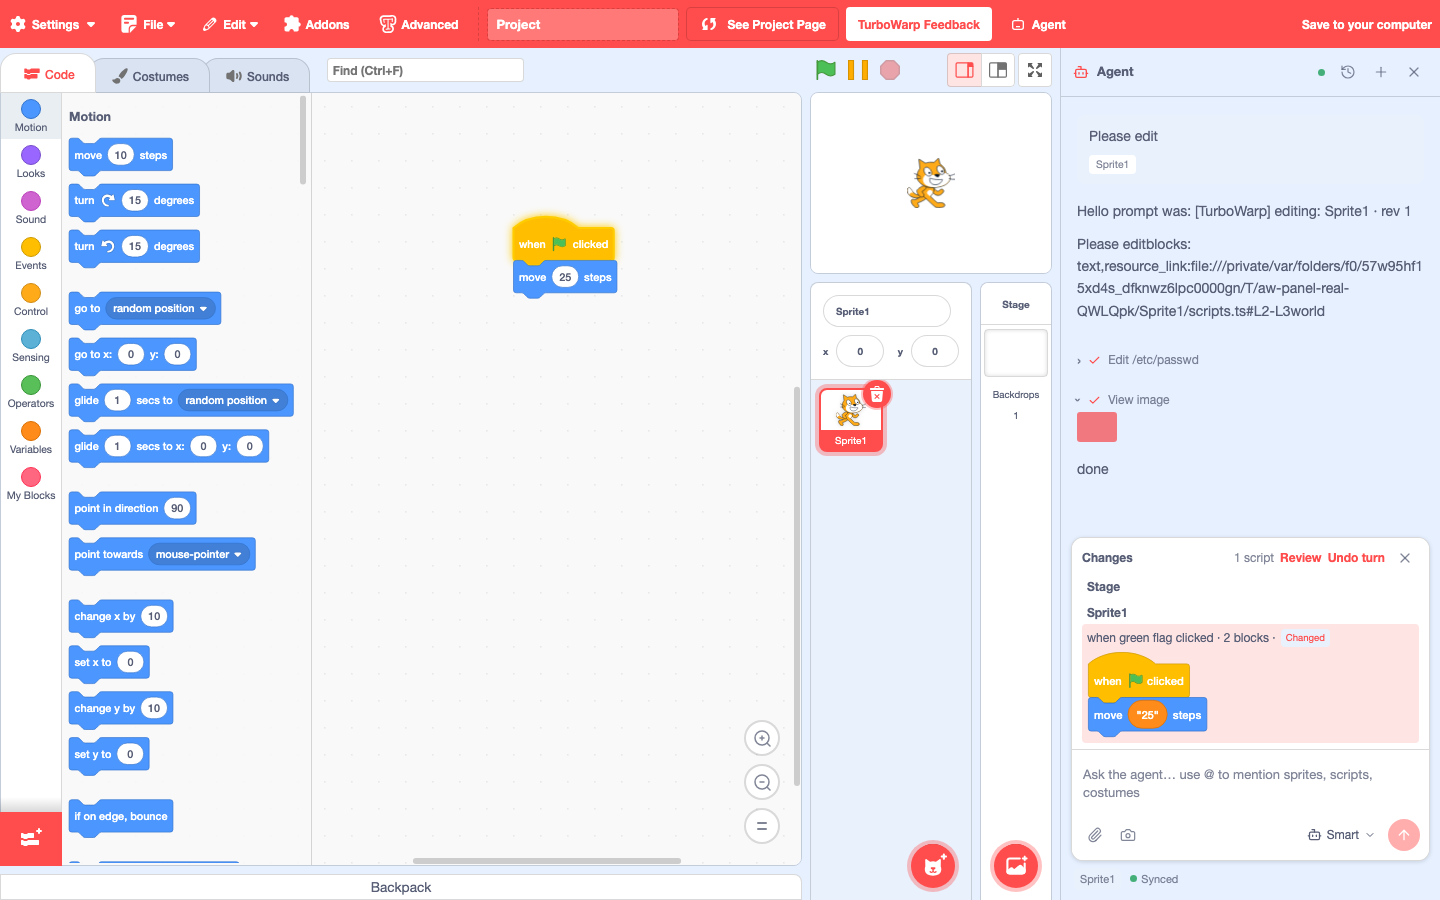 Settings
File
Edit
Addons
Advanced
Project
See Project Page
TurboWarp Feedback
Agent
Save to your computer
Code
Costumes
Sounds
Find (Ctrl+F)
Motion
Looks
Sound
Events
Control
Sensing
Operators
Variables
My Blocks
Motion
move 10 steps
turn 15 degrees
turn 15 degrees
go to random position
go to x: 0 y: 0
glide 1 secs to random position
glide 1 secs to x: 0 y: 0
point in direction 90
point towards mouse-pointer
change x by 10
set x to 0
change y by 10
set y to 0
if on edge, bounce
when clicked
move 25 steps
Backpack
Sprite1
x 0 y 0
Sprite1
Stage
Backdrops
1
Agent
Please edit
Sprite1
Hello prompt was: [TurboWarp] editing: Sprite1 · rev 1
Please editblocks:
text,resource_link:file:///private/var/folders/f0/57w95hf1
5xd4s_dfknwz6lpc0000gn/T/aw-panel-real-
QWLQpk/Sprite1/scripts.ts#L2-L3world
Edit /etc/passwd
View image
done
Changes
1 script Review Undo turn
Stage
Sprite1
when green flag clicked · 2 blocks · Changed
when clicked
move "25" steps
Ask the agent… use @ to mention sprites, scripts,
costumes
Smart
Sprite1
Synced